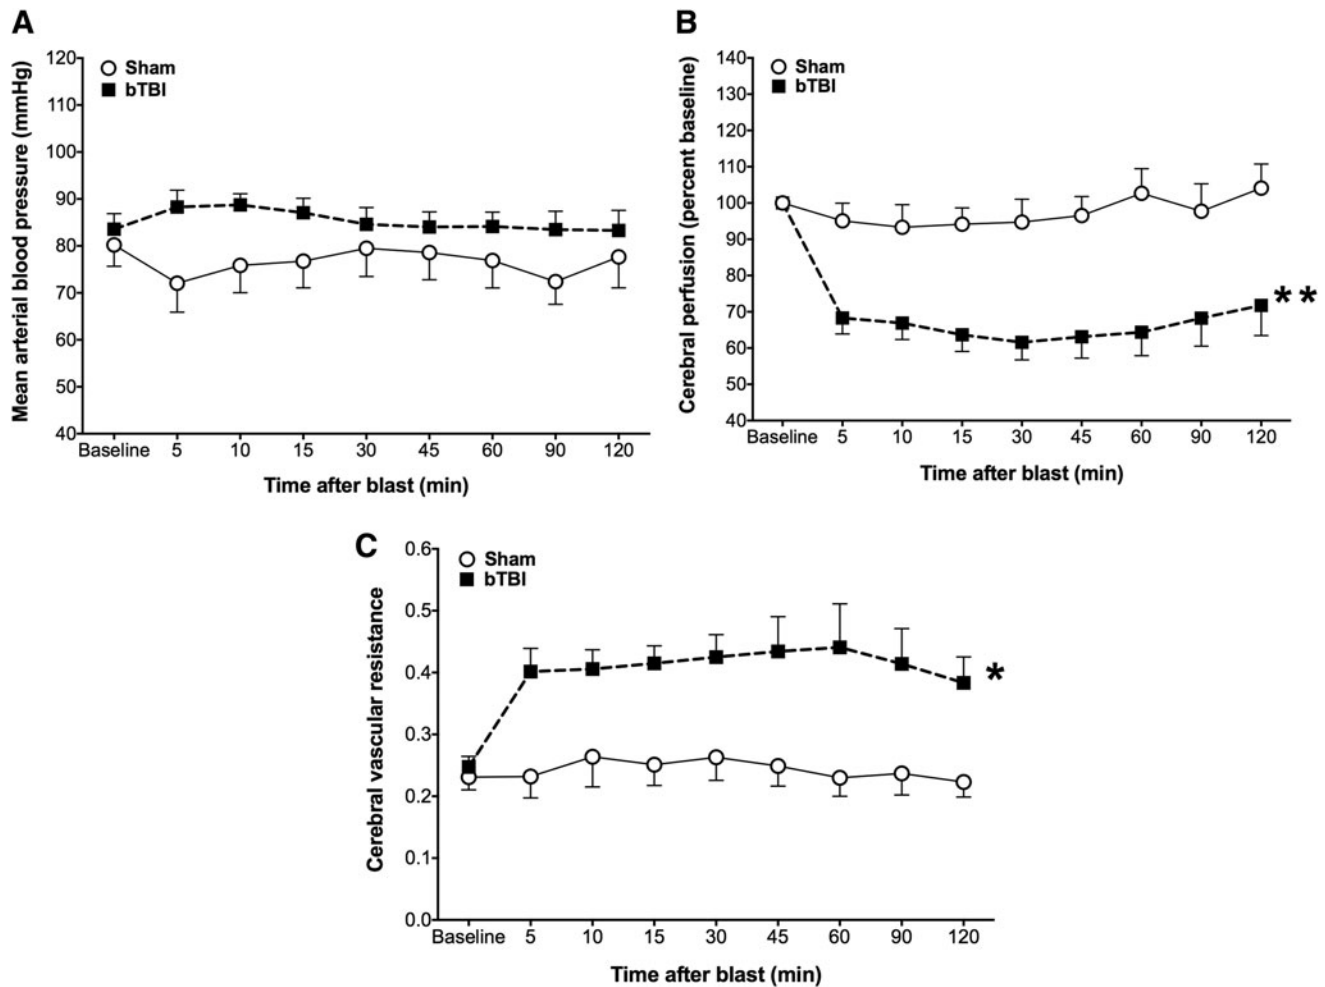 A
Mean arterial blood pressure (mmHg)
120
110
100
90
80
70
60
50
40
Sham
bTBI
Baseline 5 10 15 30 45 60 90 120
Time after blast (min)
B
Cerebral perfusion (percent baseline)
140
130
120
110
100
90
80
70
60
50
40
Sham
bTBI
**
Baseline 5 10 15 30 45 60 90 120
Time after blast (min)
C
Cerebral vascular resistance
0.6
0.5
0.4
0.3
0.2
0.1
0.0
Sham
bTBI
*
Baseline 5 10 15 30 45 60 90 120
Time after blast (min)